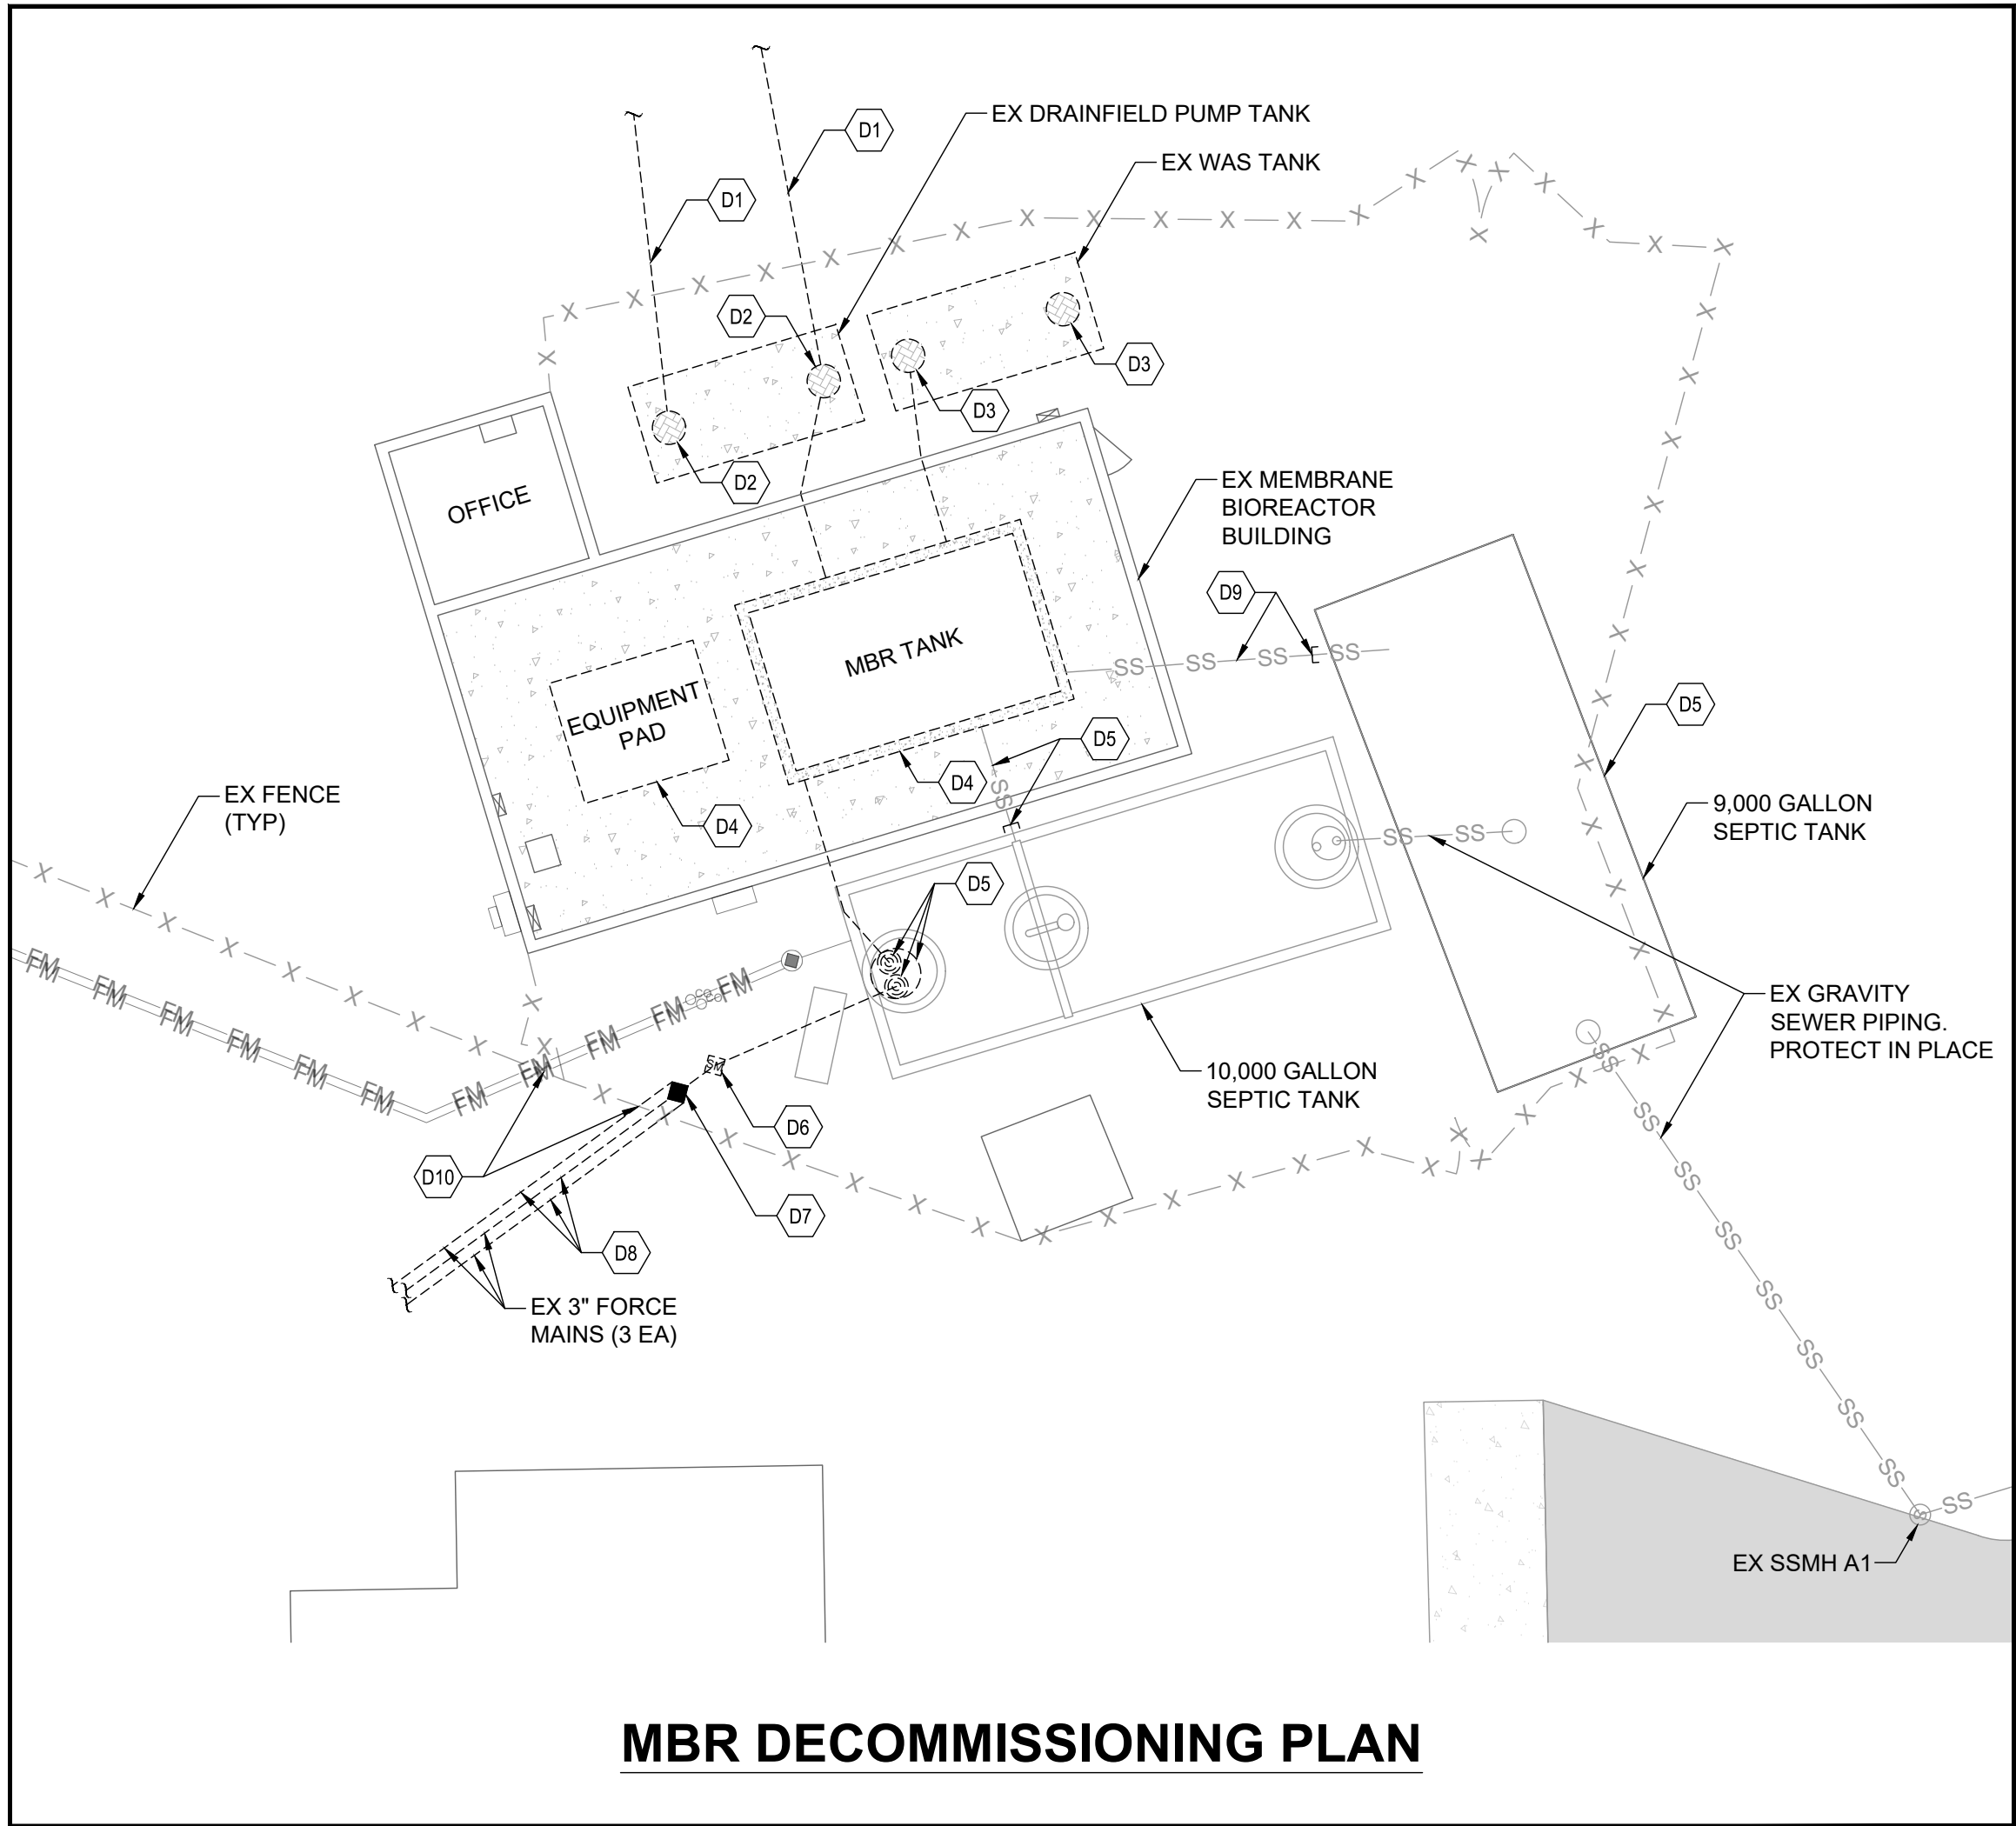 EX DRAINFIELD PUMP TANK
D1
EX WAS TANK
D1
D2
D3
D3
D2
OFFICE
EX MEMBRANE
BIOREACTOR
BUILDING
D9
MBR TANK
SS SS SS SS
EQUIPMENT
PAD
D5
D5
D4
D4
SS
EX FENCE
(TYP)
9,000 GALLON
SEPTIC TANK
SS SS
D5
X X X X X X X X
FM FM FM FM FM FM FM FM FM FM FM
EX GRAVITY
SEWER PIPING.
PROTECT IN PLACE
10,000 GALLON
SEPTIC TANK
SM
D6
D10
D7
D8
EX 3" FORCE
MAINS (3 EA)
SS SS SS SS SS SS SS SS
SS
S
EX SSMH A1
MBR DECOMMISSIONING PLAN